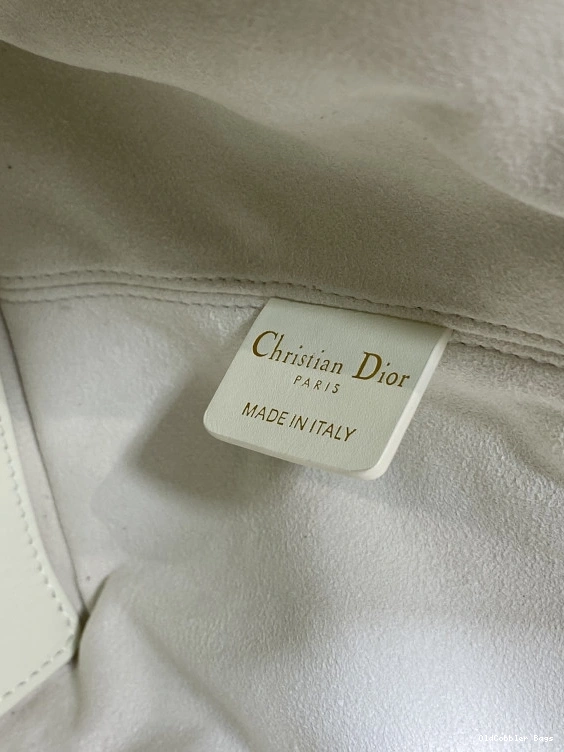 Christian Dior
PARIS
MADE IN ITALY
OldCobbler Bags